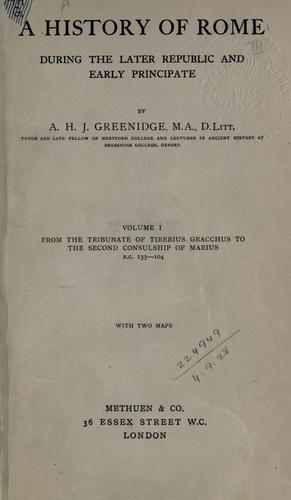 A HISTORY OF ROME
DURING THE LATER REPUBLIC AND
EARLY PRINCIPATE
BY
A. H. J. GREENIDGE, M.A., D.LITT.
TUTOR AND LATE FELLOW OF HERTFORD COLLEGE AND LECTURER IN ANCIENT HISTORY AT
BRASENOSE COLLEGE, OXFORD
VOLUME I
FROM THE TRIBUNATE OF TIBERIUS GRACCHUS TO
THE SECOND CONSULSHIP OF MARIUS
B.C. 133—104
WITH TWO MAPS
224949
4.9.28
METHUEN & CO.
36 ESSEX STREET W.C.
LONDON